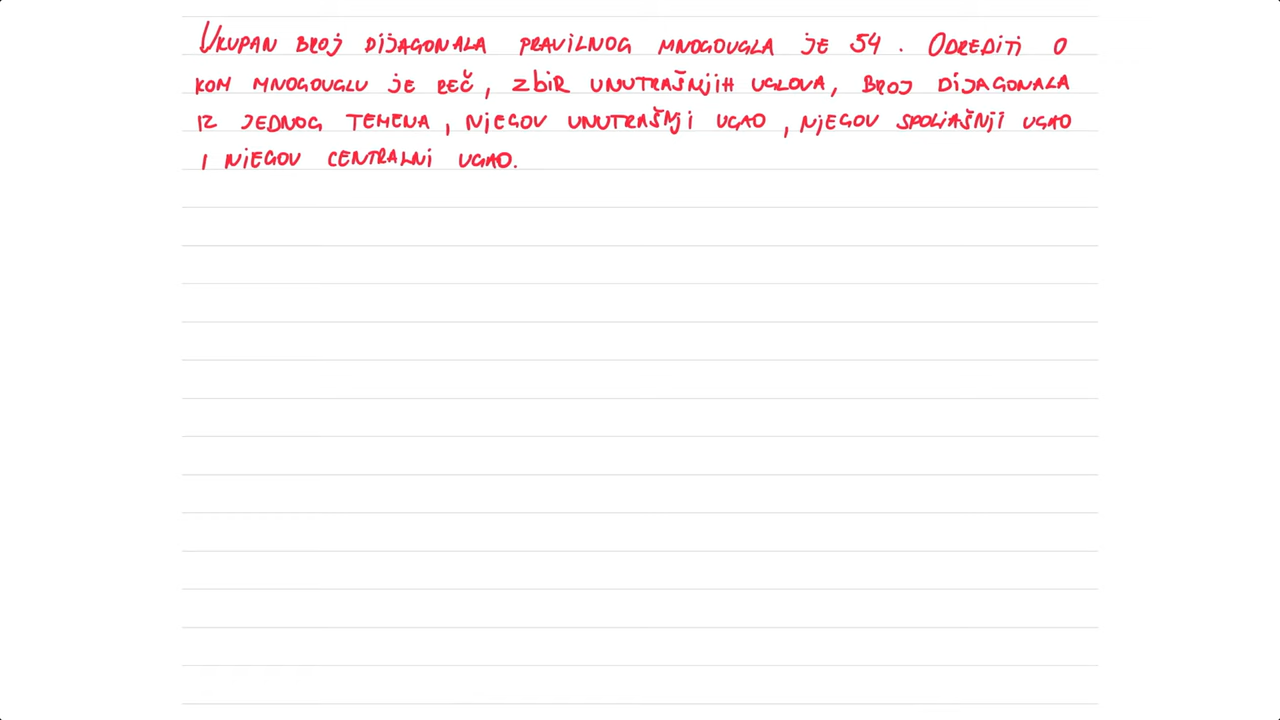 UKUPAN BROJ DIJAGONALA PRAVILNOG MNOGOUGLA JE 54. ODREDITI O
KOM MNOGOUGLU JE REČ, ZBIR UNUTRAŠNJIH UGLOVA, BROJ DIJAGONALA
IZ JEDNOG TEMENA, NJEGOV UNUTRAŠNJI UGAO, NJEGOV SPOLJAŠNJI UGAO
I NJEGOV CENTRALNI UGAO.